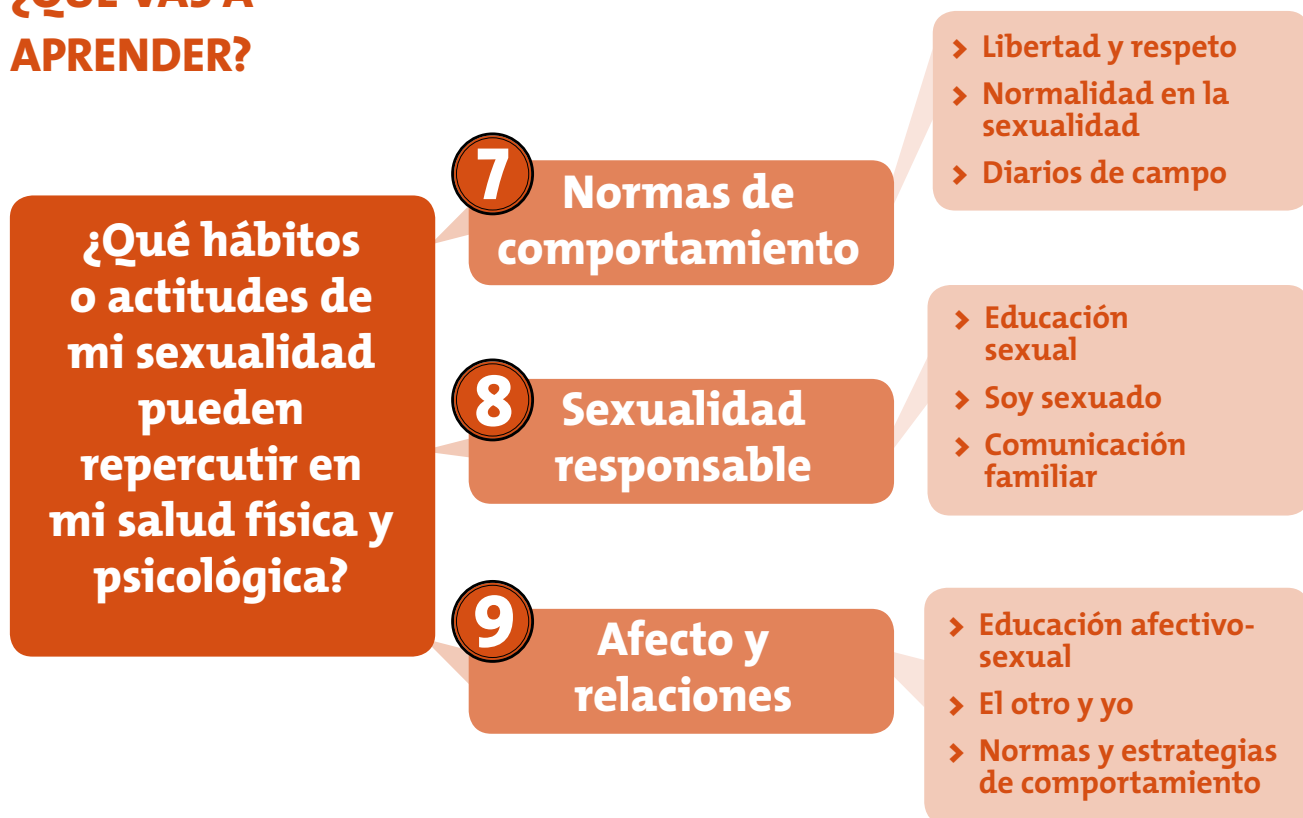 ¿QUÉ VAS A
APRENDER?
¿Qué hábitos
o actitudes de
mi sexualidad
pueden
repercutir en
mi salud física y
psicológica?
7
Normas de
comportamiento
> Libertad y respeto
> Normalidad en la
sexualidad
> Diarios de campo
8
Sexualidad
responsable
> Educación
sexual
> Soy sexuado
> Comunicación
familiar
9
Afecto y
relaciones
> Educación afectivo-
sexual
> El otro y yo
> Normas y estrategias
de comportamiento